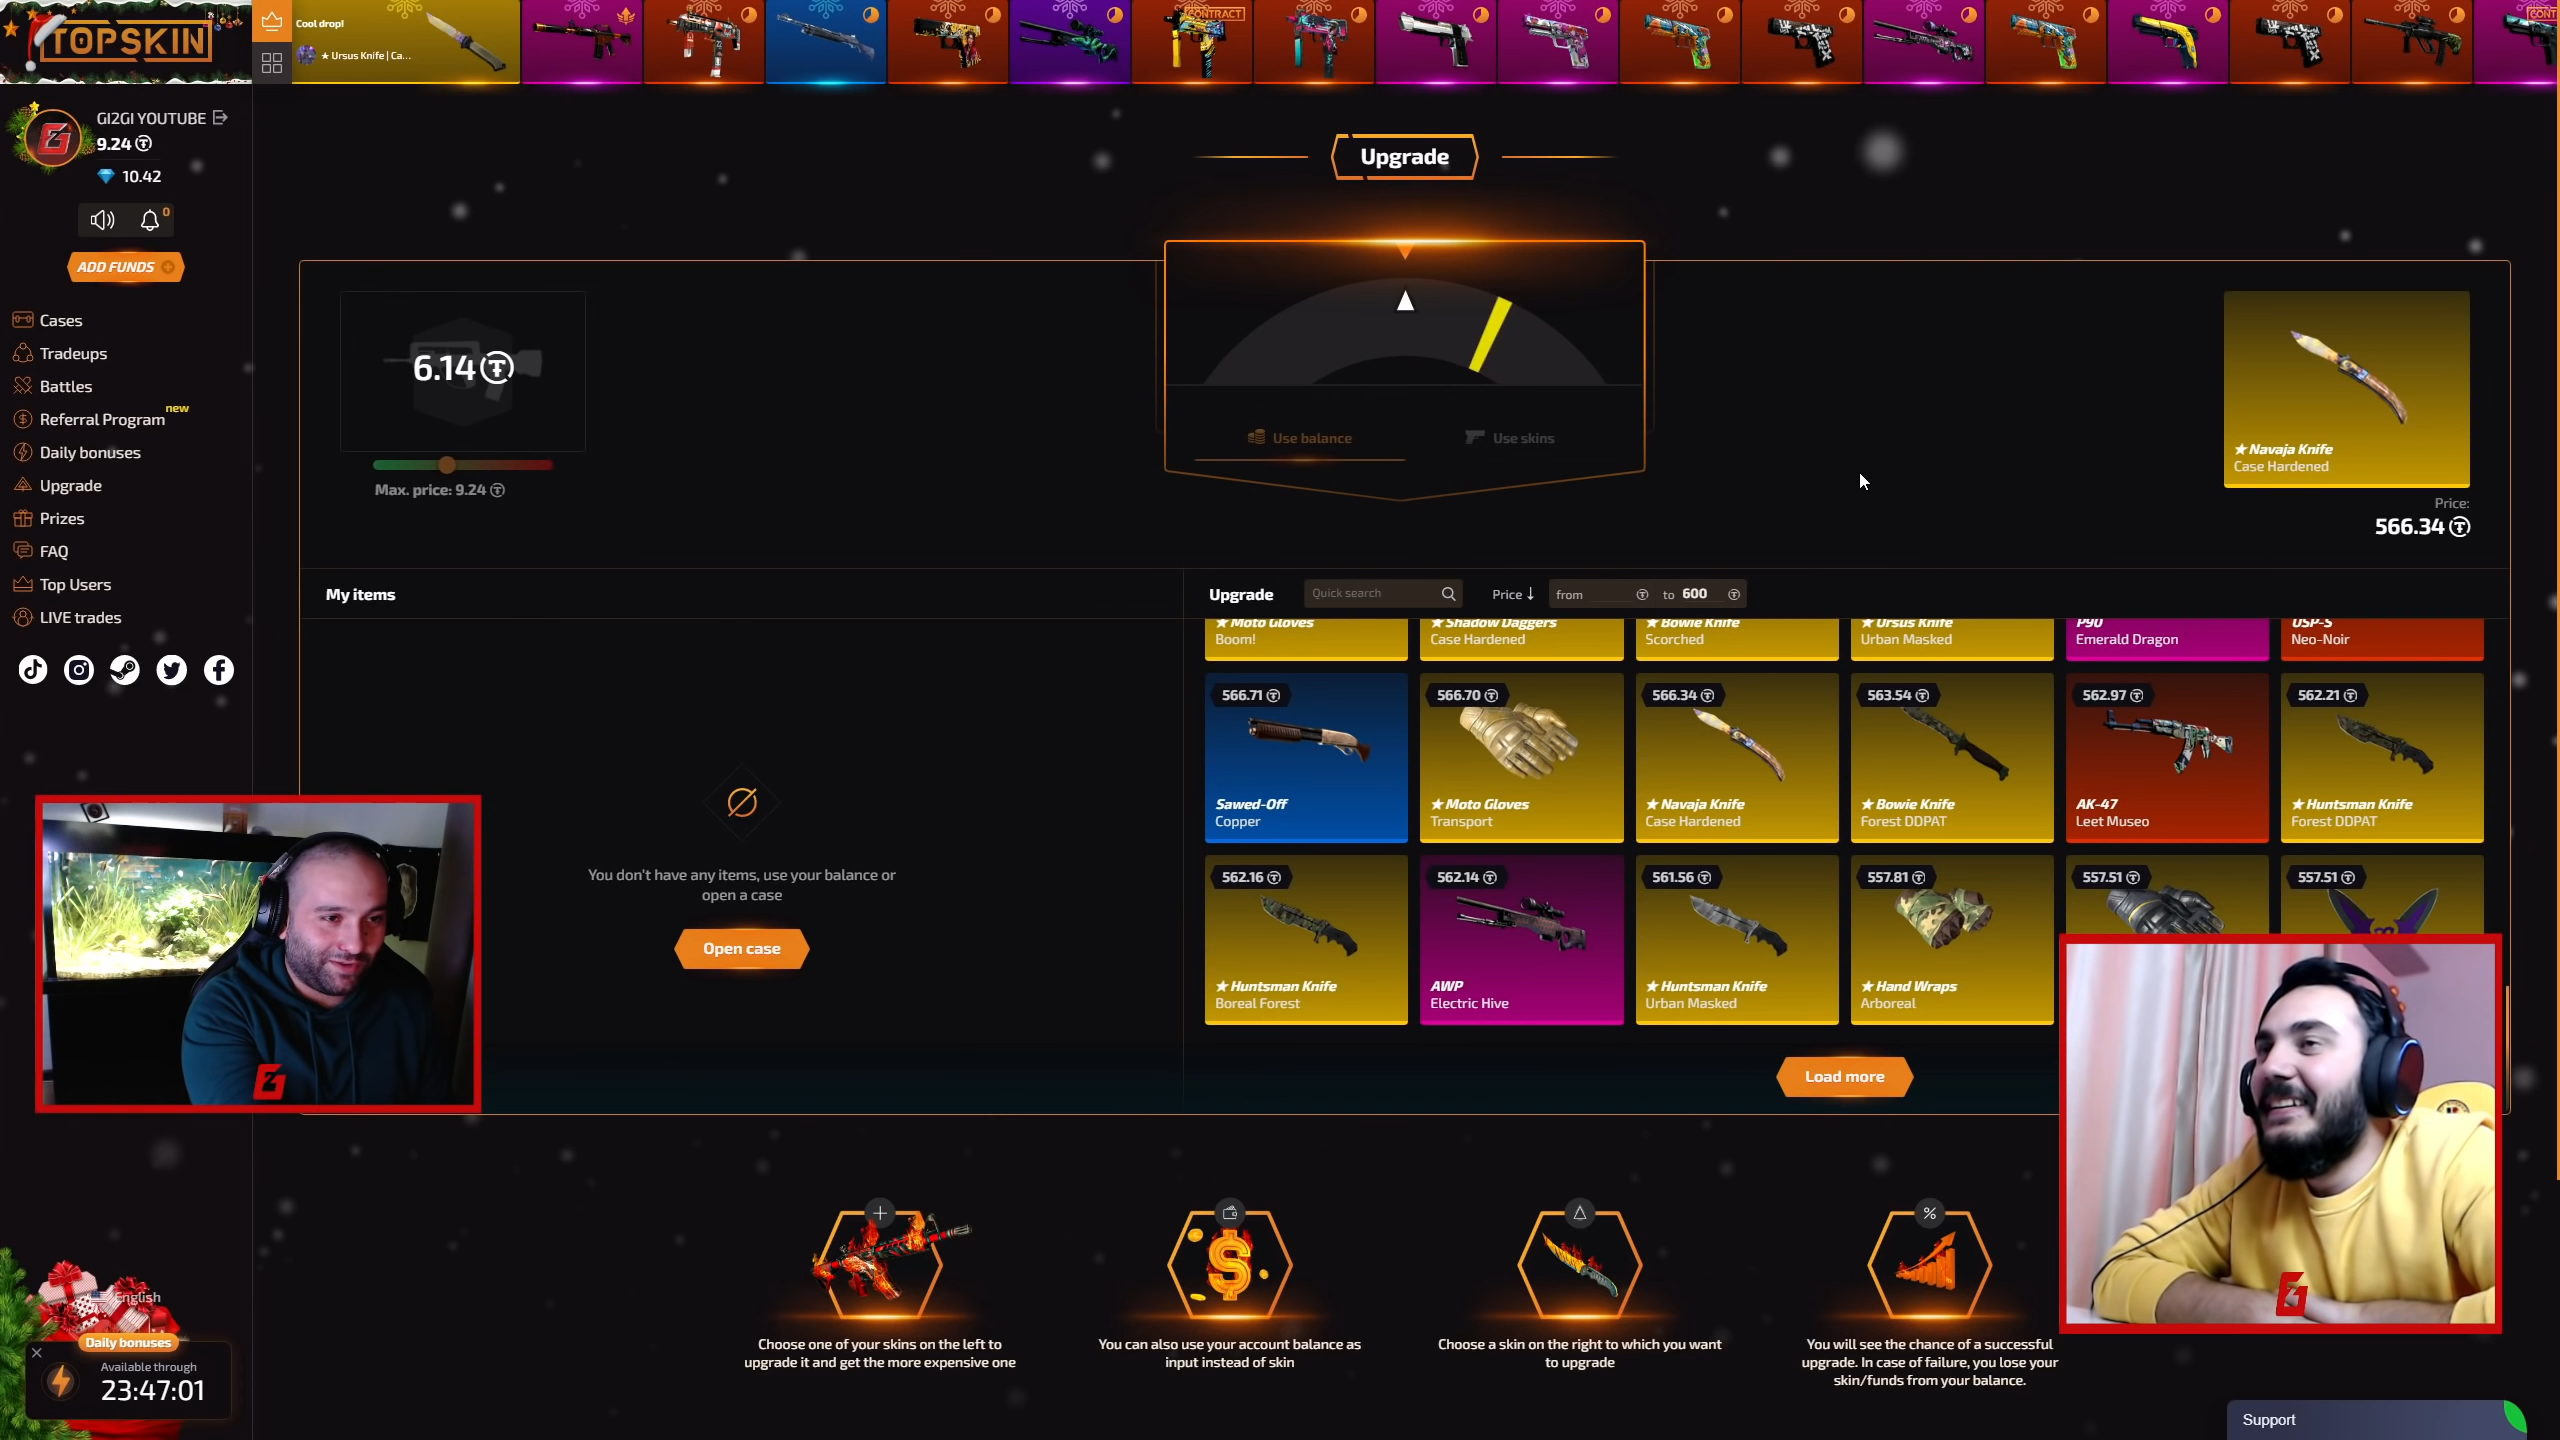 TOPSKIN
Cool drop!
★ Ursus Knife | Ca...
CONTRACT
GI2GI YOUTUBE
9.24
10.42
0
ADD FUNDS
Cases
Tradeups
Battles
Referral Program new
Daily bonuses
Upgrade
Prizes
FAQ
Top Users
LIVE trades
Upgrade
6.14
Max. price: 9.24
Use balance
Use skins
★ Navaja Knife
Case Hardened
Price:
566.34
My items
Upgrade
Quick search
Price
from
to 600
★ Moto Gloves
Boom!
★ Shadow Daggers
Case Hardened
★ Bowie Knife
Scorched
★ Ursus Knife
Urban Masked
P90
Emerald Dragon
USP-S
Neo-Noir
566.71
Sawed-Off
Copper
566.70
★ Moto Gloves
Transport
566.34
★ Navaja Knife
Case Hardened
563.54
★ Bowie Knife
Forest DDPAT
562.97
AK-47
Leet Museo
562.21
★ Huntsman Knife
Forest DDPAT
562.16
★ Huntsman Knife
Boreal Forest
562.14
AWP
Electric Hive
561.56
★ Huntsman Knife
Urban Masked
557.81
★ Hand Wraps
Arboreal
557.51
557.51
You don't have any items, use your balance or
open a case
Open case
Load more
Choose one of your skins on the left to
upgrade it and get the more expensive one
You can also use your account balance as
input instead of skin
Choose a skin on the right to which you want
to upgrade
You will see the chance of a successful
upgrade. In case of failure, you lose your
skin/funds from your balance.
English
Daily bonuses
Available through
23:47:01
Support